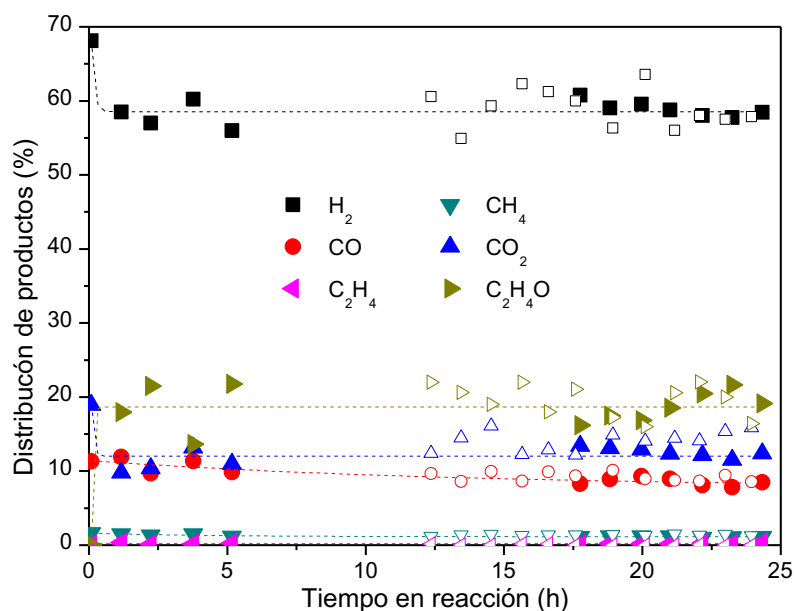 70
60
50
40
30
20
10
0
Distribucón de productos (%)
H2
CH4
CO
CO2
C2H4
C2H4O
0 5 10 15 20 25
Tiempo en reacción (h)